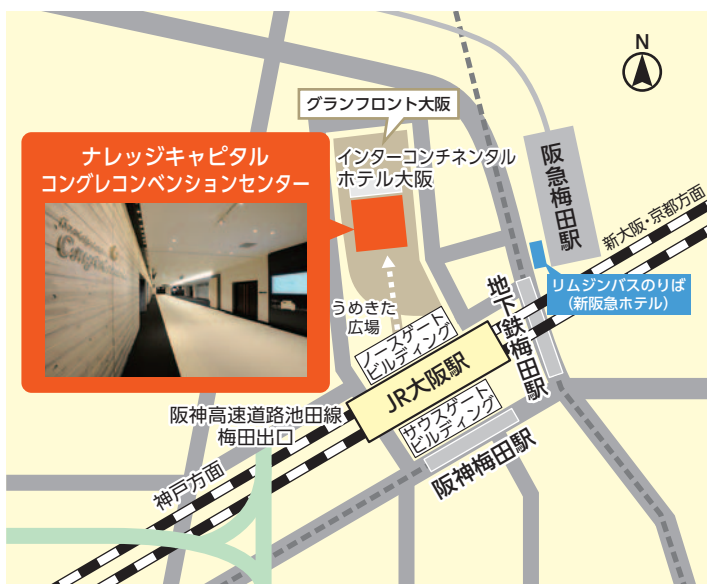 N
グランフロント大阪
ナレッジキャピタル
コングレコンベンションセンター
インターコンチネンタル
ホテル大阪
阪急梅田駅
新大阪・京都方面
リムジンバスのりば
(新阪急ホテル)
地下鉄梅田駅
うめきた
広場
ノースゲート
ビルディング
JR大阪駅
サウスゲート
ビルディング
阪神高速道路池田線
梅田出口
阪神梅田駅
神戸方面